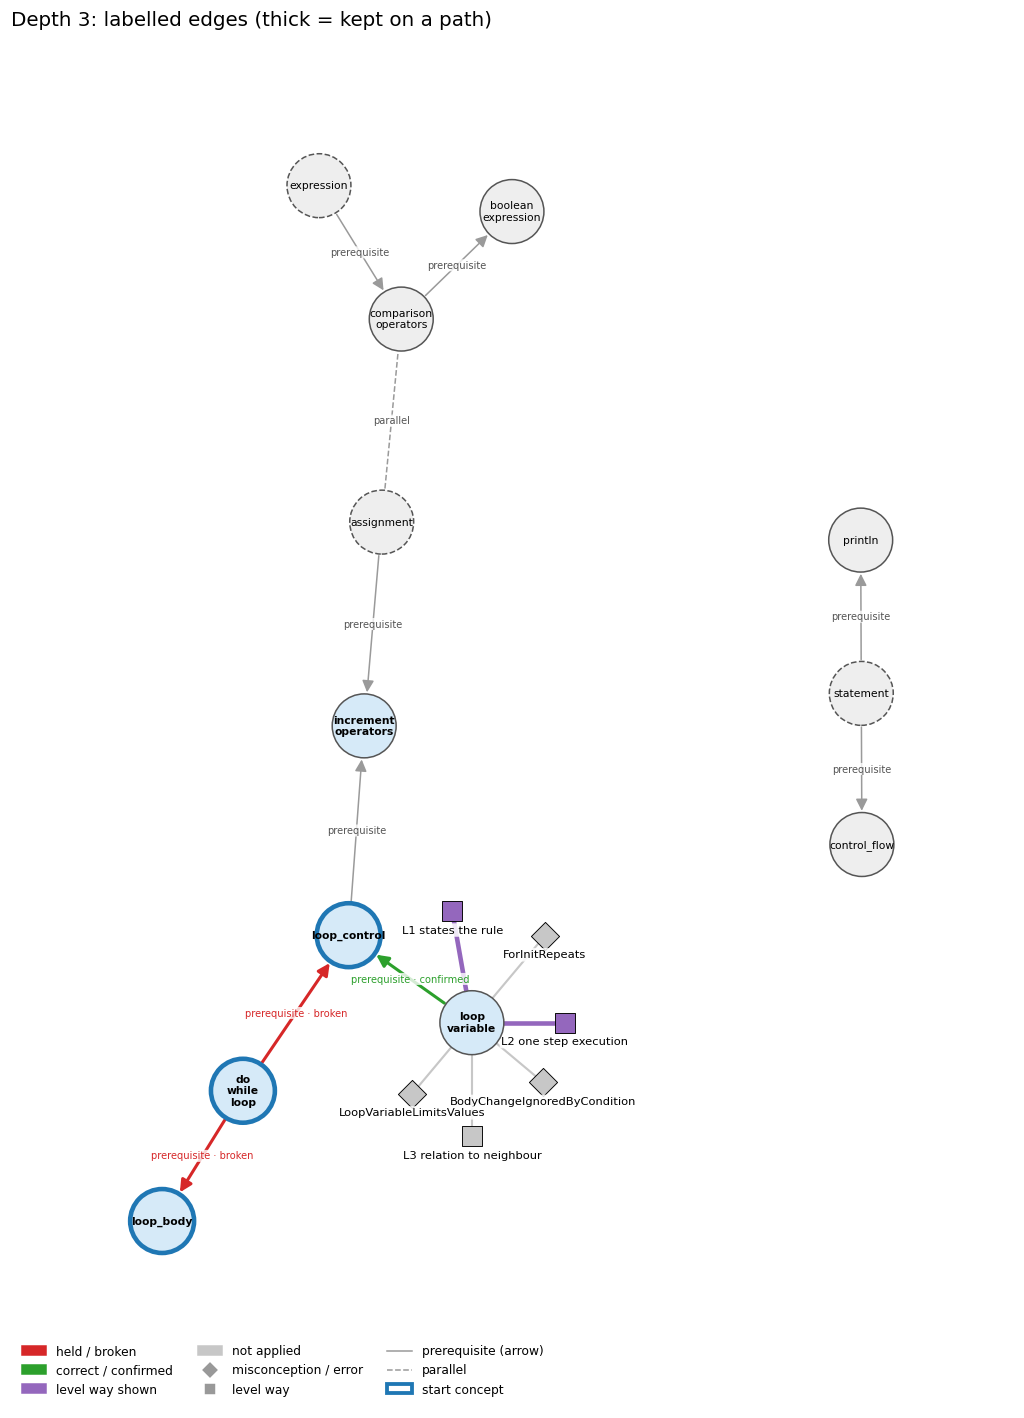 Depth 3: labelled edges (thick = kept on a path)
expression
boolean
expression
prerequisite
prerequisite
comparison
operators
parallel
assignment
println
prerequisite
prerequisite
statement
increment
operators
prerequisite
prerequisite
control_flow
L1 states the rule
loop_control
ForInitRepeats
prerequisite · confirmed
prerequisite · broken
loop
variable
L2 one step execution
do
while
loop
BodyChangeIgnoredByCondition
LoopVariableLimitsValues
prerequisite · broken
L3 relation to neighbour
loop_body
held / broken
correct / confirmed
level way shown
not applied
misconception / error
level way
prerequisite (arrow)
parallel
start concept